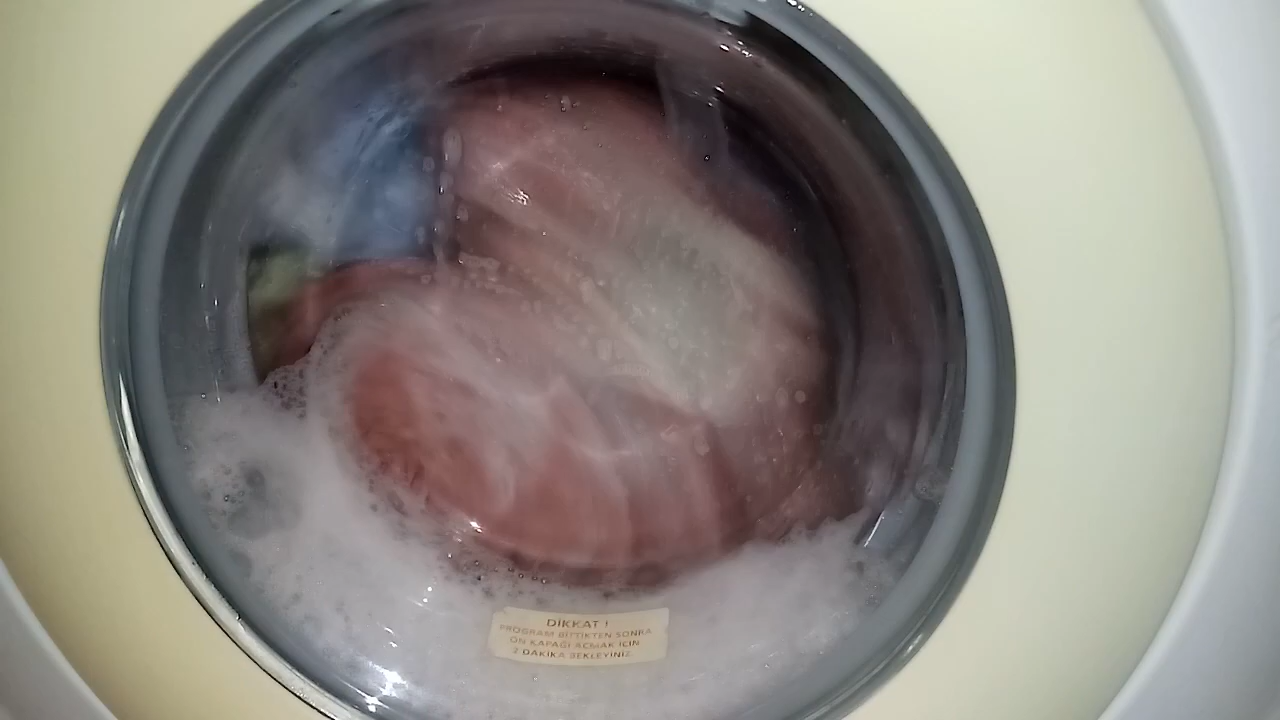 DİKKAT !
PROGRAM BİTTİKTEN SONRA
ÖN KAPAĞI AÇMAK İÇİN
2 DAKİKA BEKLEYİNİZ.